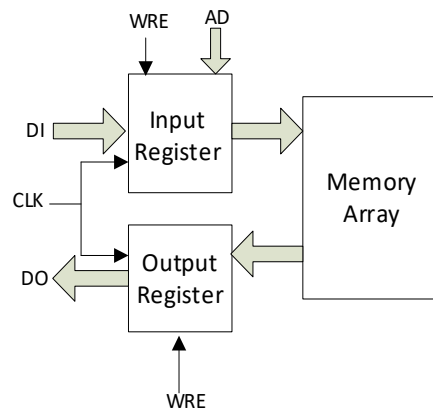 WRE
AD
DI
Input
Register
Memory
Array
CLK
DO
Output
Register
WRE